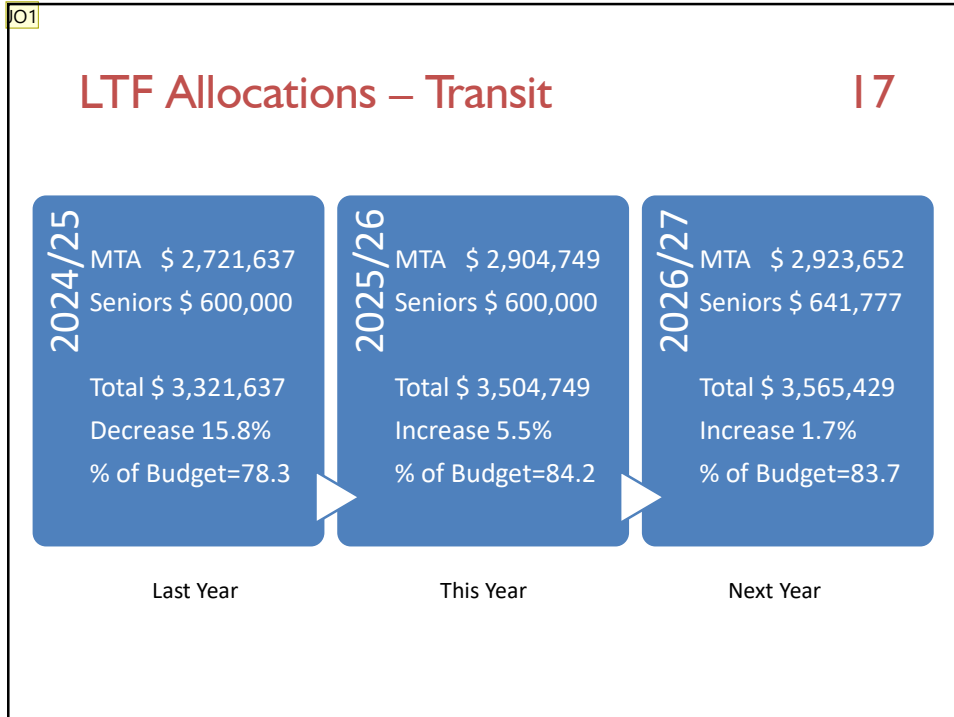 JO1
LTF Allocations – Transit
17
2024/25
MTA $ 2,721,637
Seniors $ 600,000
Total $ 3,321,637
Decrease 15.8%
% of Budget=78.3
2025/26
MTA $ 2,904,749
Seniors $ 600,000
Total $ 3,504,749
Increase 5.5%
% of Budget=84.2
2026/27
MTA $ 2,923,652
Seniors $ 641,777
Total $ 3,565,429
Increase 1.7%
% of Budget=83.7
Last Year
This Year
Next Year